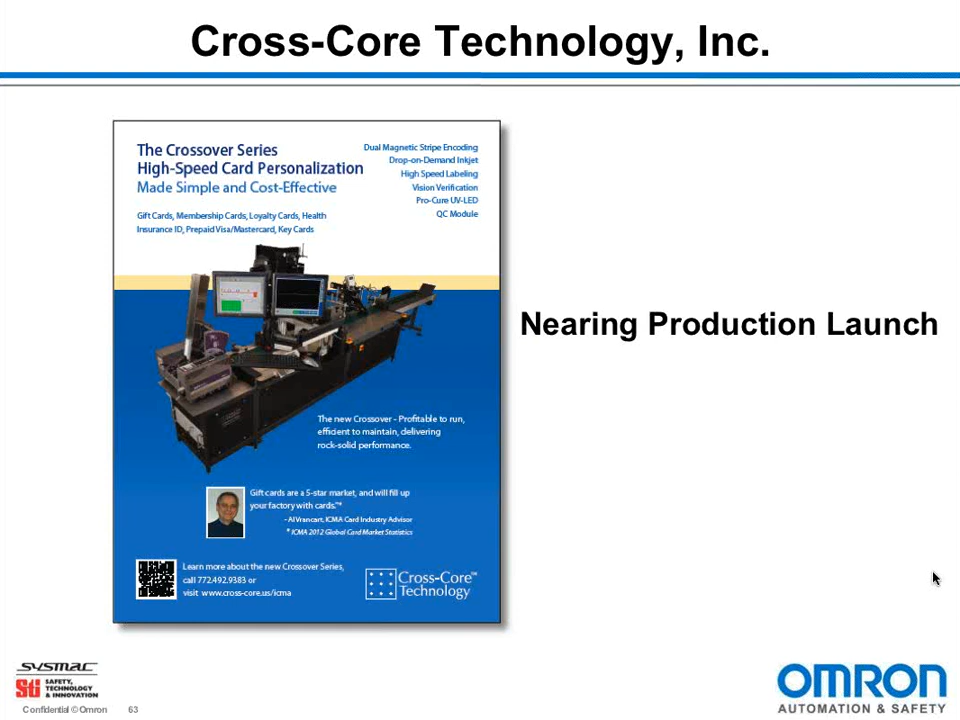 Cross-Core Technology, Inc.
The Crossover Series
High-Speed Card Personalization
Made Simple and Cost-Effective
Gift Cards, Membership Cards, Loyalty Cards, Health
Insurance ID, Prepaid Visa/Mastercard, Key Cards
Dual Magnetic Stripe Encoding
Drop-on-Demand Inkjet
High Speed Labeling
Vision Verification
Pro-Cure UV-LED
QC Module
Nearing Production Launch
The new Crossover - Profitable to run,
efficient to maintain, delivering
rock-solid performance.
Gift cards are a 5-star market, and will fill up
your factory with cards."*
- Al Vrancart, ICMA Card Industry Advisor
* ICMA 2012 Global Card Market Statistics
Learn more about the new Crossover Series,
call 772.492.9383 or
visit www.cross-core.us/icma
Cross-Core™
Technology
SYSMAC
Sti SAFETY,
TECHNOLOGY
& INNOVATION
Confidential © Omron 63
OMRON
AUTOMATION & SAFETY